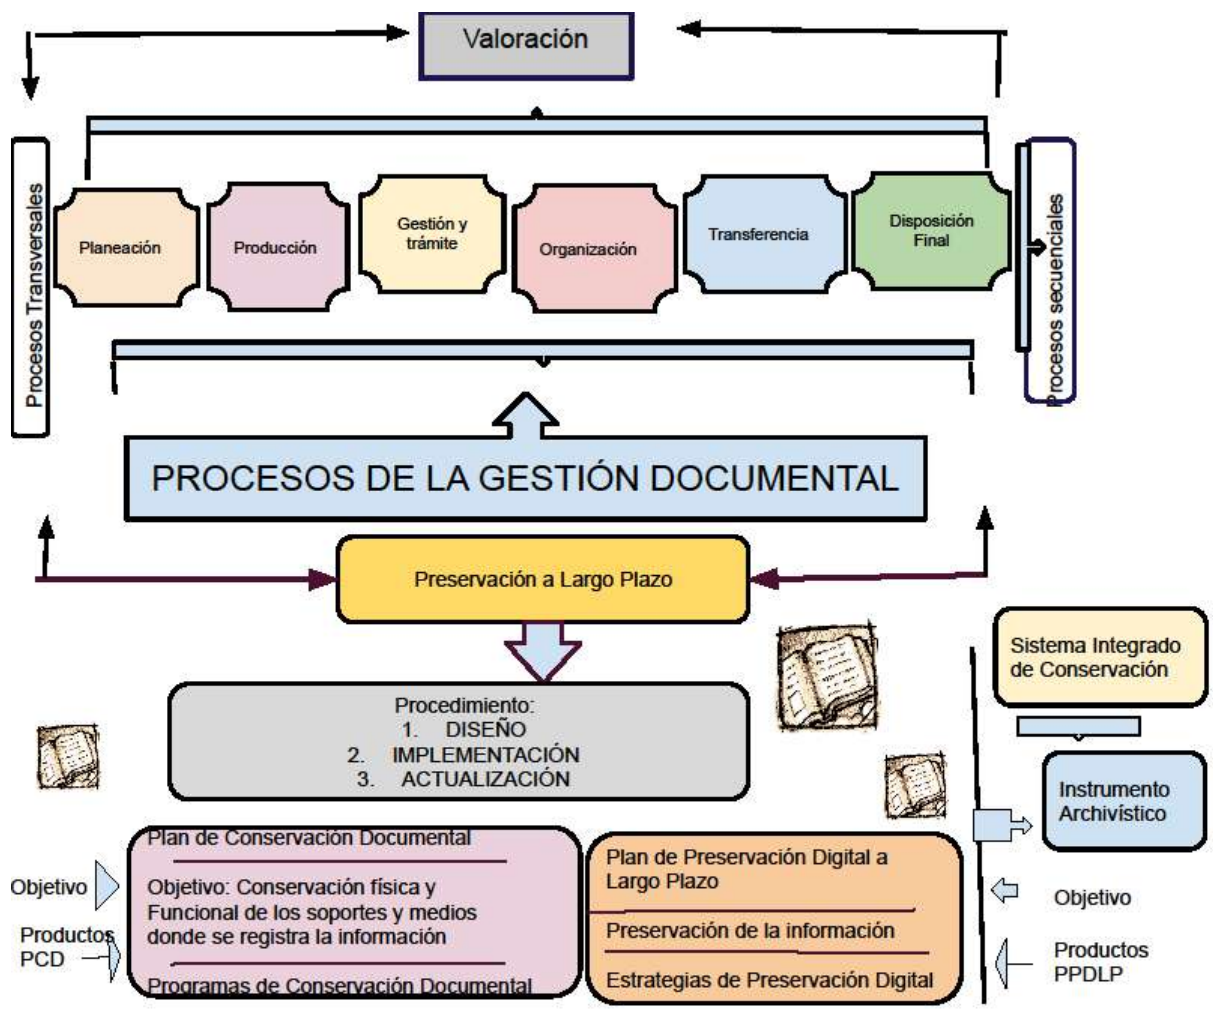 Valoración
Procesos Transversales
Planeación
Producción
Gestión y
trámite
Organización
Transferencia
Disposición
Final
Procesos secuenciales
PROCESOS DE LA GESTIÓN DOCUMENTAL
Preservación a Largo Plazo
Procedimiento:
1. DISEÑO
2. IMPLEMENTACIÓN
3. ACTUALIZACIÓN
Sistema Integrado
de Conservación
Instrumento
Archivístico
Objetivo
Productos
PCD
Plan de Conservación Documental
Objetivo: Conservación física y
Funcional de los soportes y medios
donde se registra la información
Programas de Conservación Documental
Plan de Preservación Digital a
Largo Plazo
Preservación de la información
Estrategias de Preservación Digital
Objetivo
Productos
PPDLP